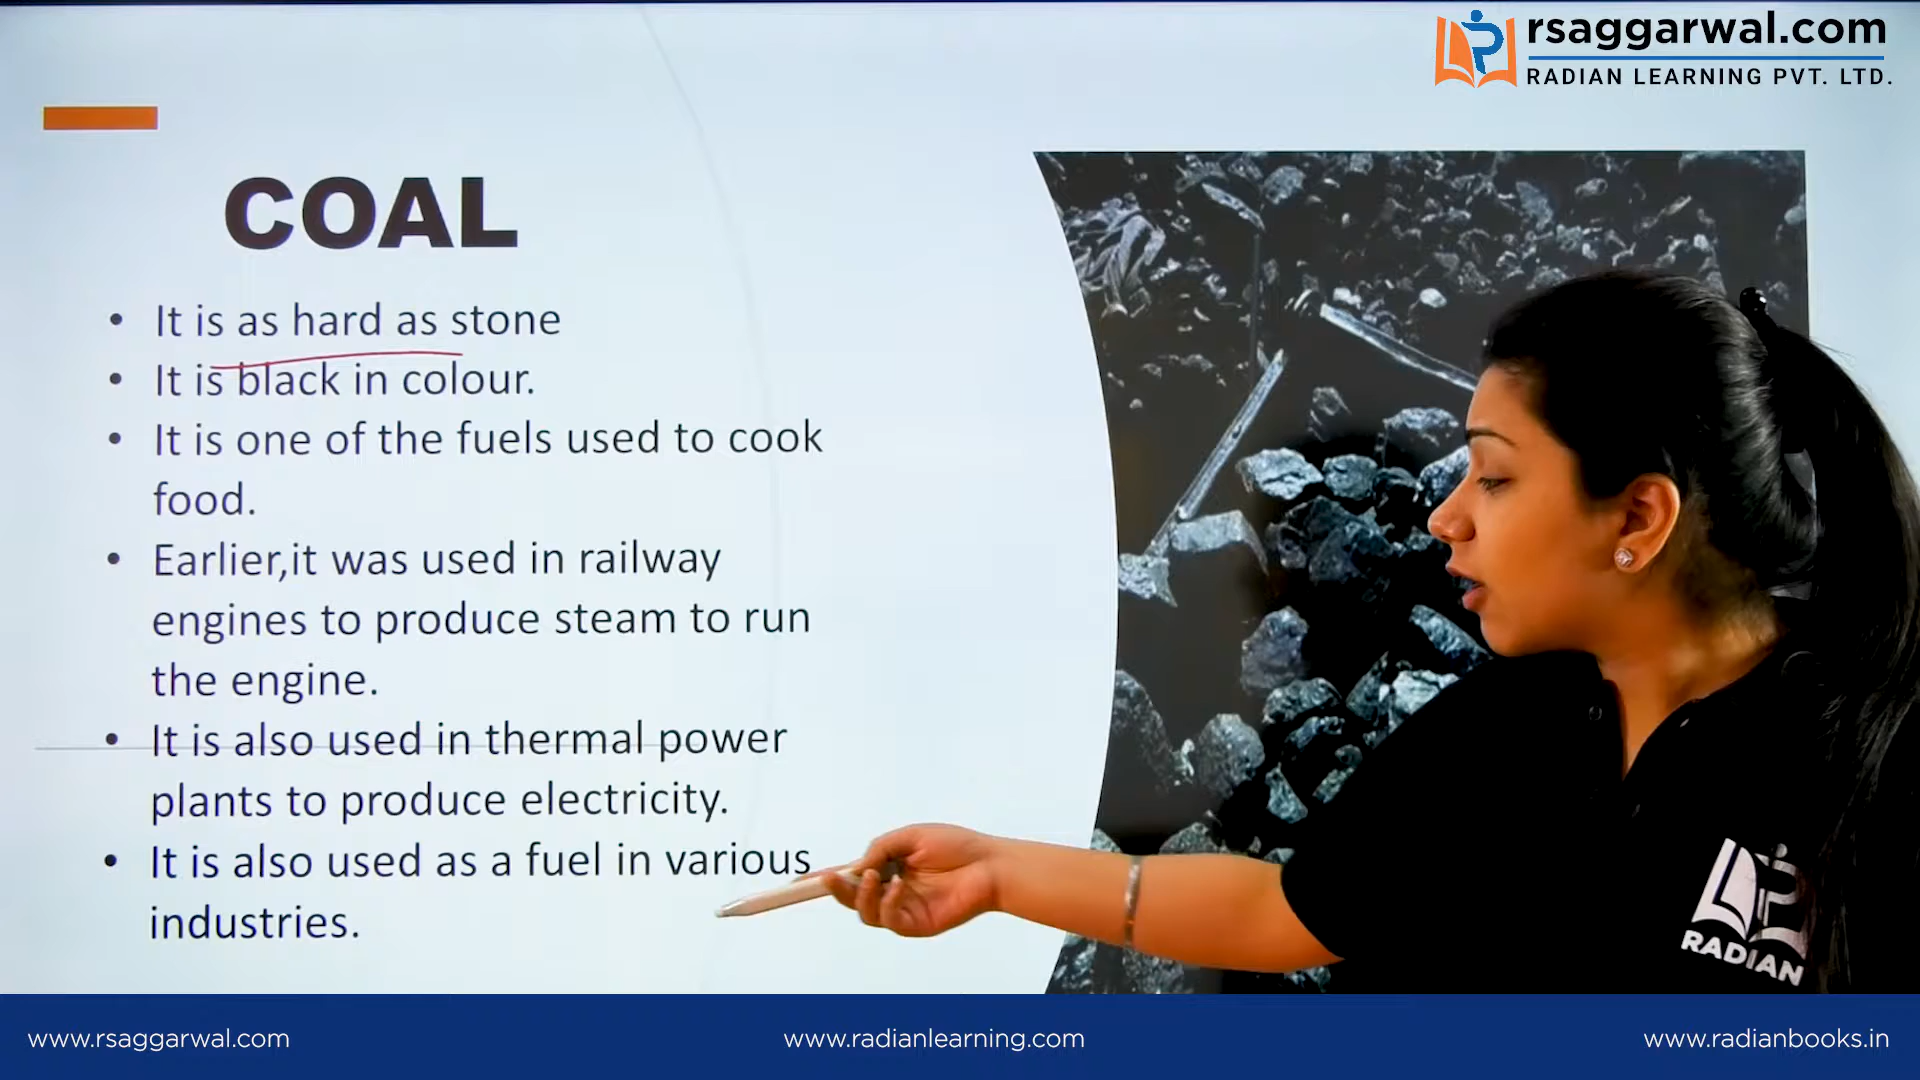 rsaggarwal.com
RADIAN LEARNING PVT. LTD.
COAL
• It is as hard as stone
• It is black in colour.
• It is one of the fuels used to cook
food.
• Earlier,it was used in railway
engines to produce steam to run
the engine.
• It is also used in thermal power
plants to produce electricity.
• It is also used as a fuel in various
industries.
RADIAN
www.rsaggarwal.com
www.radianlearning.com
www.radianbooks.in